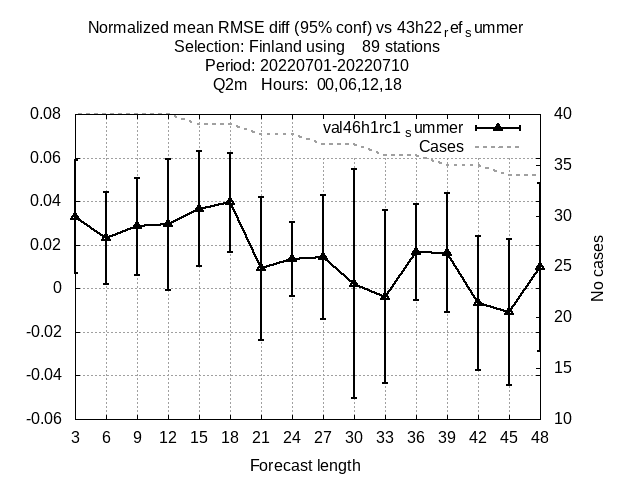 Normalized mean RMSE diff (95% conf) vs 43h22refsummer
Selection: Finland using    89 stations
Period: 20220701-20220710
Q2m   Hours:  00,06,12,18
val46h1rc1summer
Cases
0.08
0.06
0.04
0.02
0
-0.02
-0.04
-0.06
40
35
30
25
20
15
10
No cases
3 6 9 12 15 18 21 24 27 30 33 36 39 42 45 48
Forecast length